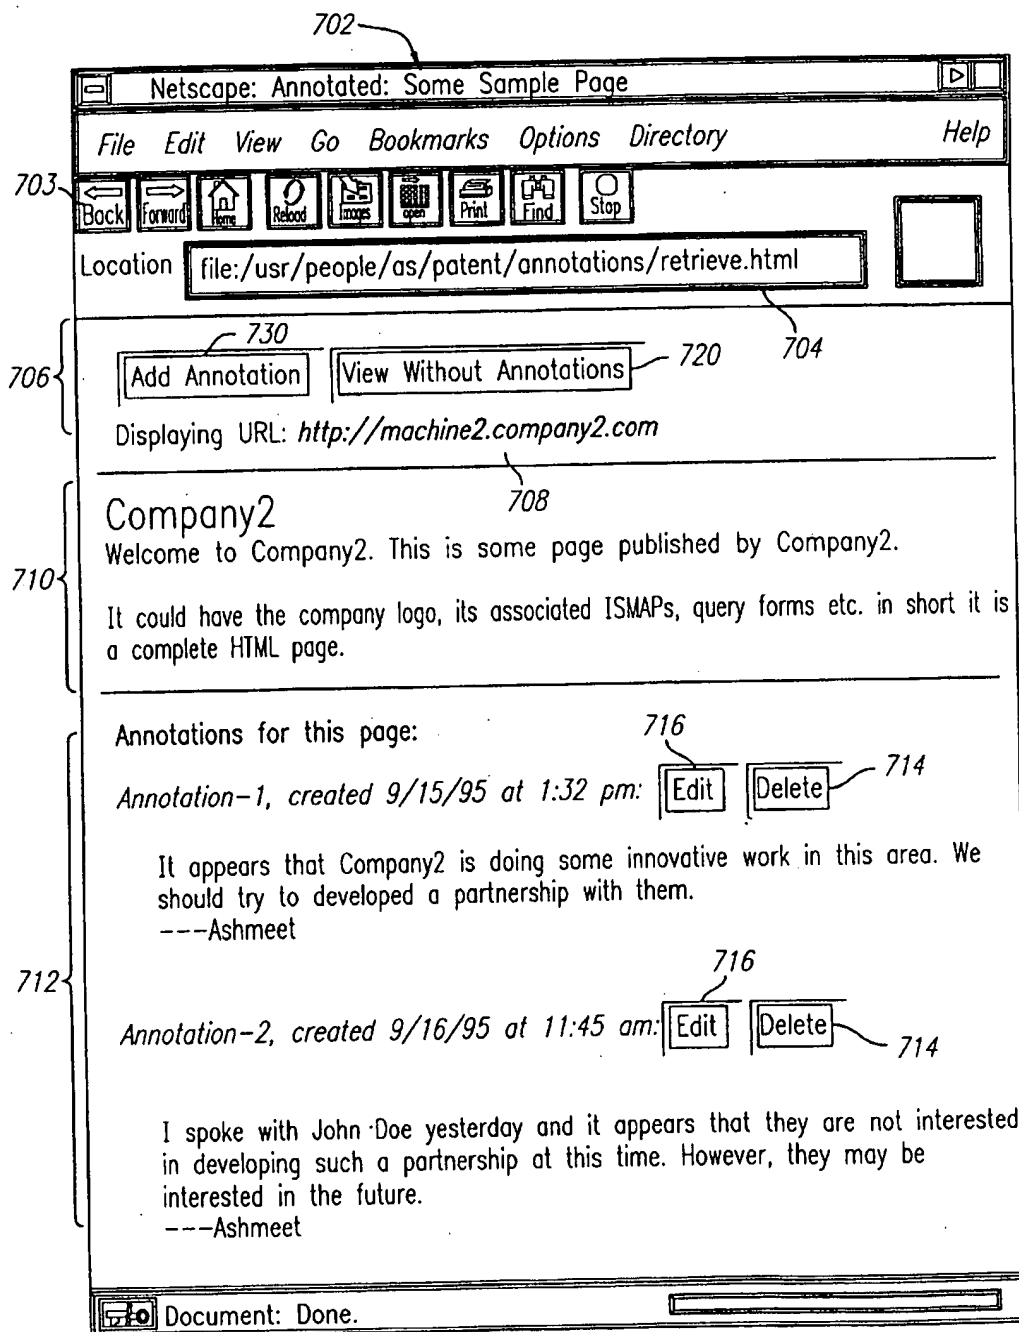 702
Netscape: Annotated: Some Sample Page
File Edit View Go Bookmarks Options Directory Help
703
Back Forward Home Reload Images open Print Find Stop
Location file:/usr/people/as/patent/annotations/retrieve.html
704
706
730
Add Annotation View Without Annotations 720
Displaying URL: http://machine2.company2.com
708
710
Company2
Welcome to Company2. This is some page published by Company2.
It could have the company logo, its associated ISMAPs, query forms etc. in short it is
a complete HTML page.
712
Annotations for this page:
716
Annotation-1, created 9/15/95 at 1:32 pm: Edit Delete 714
It appears that Company2 is doing some innovative work in this area. We
should try to developed a partnership with them.
---Ashmeet
716
Annotation-2, created 9/16/95 at 11:45 am: Edit Delete 714
I spoke with John Doe yesterday and it appears that they are not interested
in developing such a partnership at this time. However, they may be
interested in the future.
---Ashmeet
Document: Done.